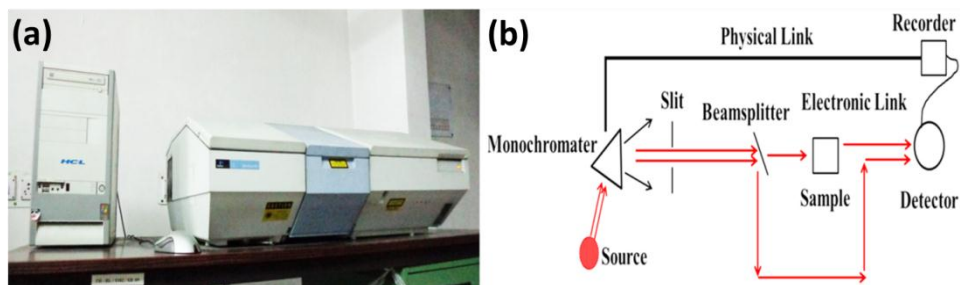 (a)
HCL
(b)
Recorder
Physical Link
Slit
Beamsplitter
Electronic Link
Monochromater
Sample
Detector
Source